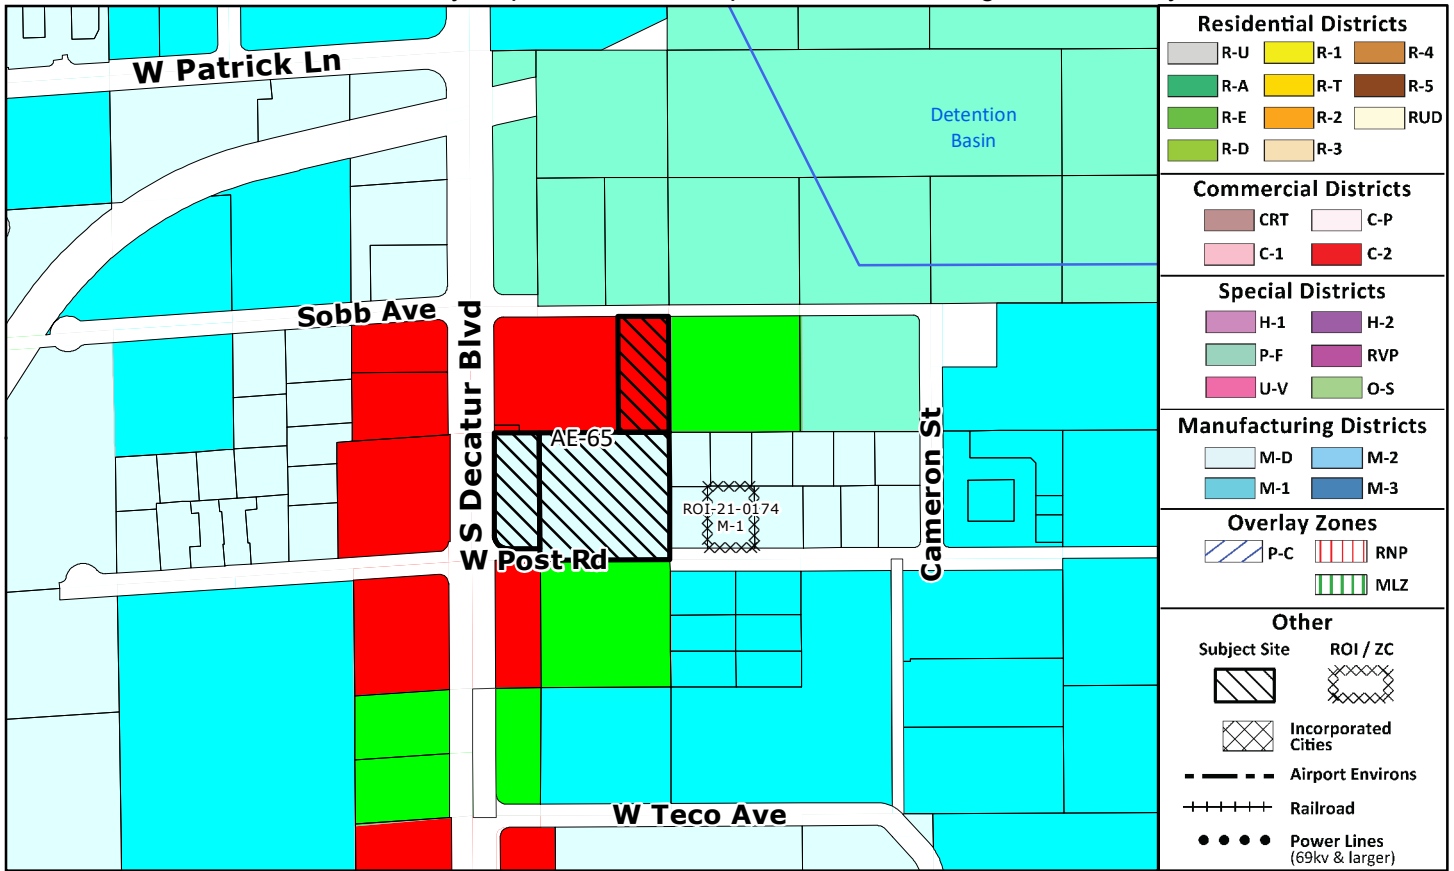 W Patrick Ln
Detention
Basin
Sobb Ave
S Decatur Blvd
W
AE-65
ROI-21-0174
M-1
Cameron St
W Post Rd
W Teco Ave
Residential Districts
R-U
R-1
R-4
R-A
R-T
R-5
R-E
R-2
RUD
R-D
R-3
Commercial Districts
CRT
C-P
C-1
C-2
Special Districts
H-1
H-2
P-F
RVP
U-V
O-S
Manufacturing Districts
M-D
M-2
M-1
M-3
Overlay Zones
P-C
RNP
MLZ
Other
Subject Site
ROI / ZC
Incorporated
Cities
Airport Environs
Railroad
Power Lines
(69kv & larger)